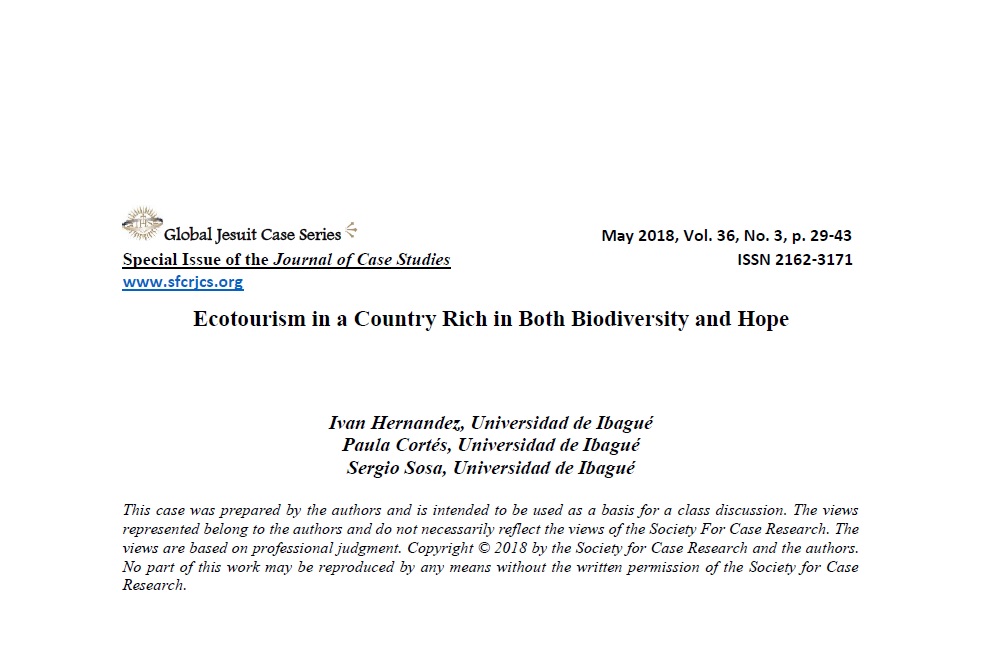 IHS
Global Jesuit Case Series
May 2018, Vol. 36, No. 3, p. 29-43
Special Issue of the Journal of Case Studies
ISSN 2162-3171
www.sfcrjcs.org
Ecotourism in a Country Rich in Both Biodiversity and Hope
Ivan Hernandez, Universidad de Ibagué
Paula Cortés, Universidad de Ibagué
Sergio Sosa, Universidad de Ibagué
This case was prepared by the authors and is intended to be used as a basis for a class discussion. The views
represented belong to the authors and do not necessarily reflect the views of the Society For Case Research. The
views are based on professional judgment. Copyright © 2018 by the Society for Case Research and the authors.
No part of this work may be reproduced by any means without the written permission of the Society for Case
Research.